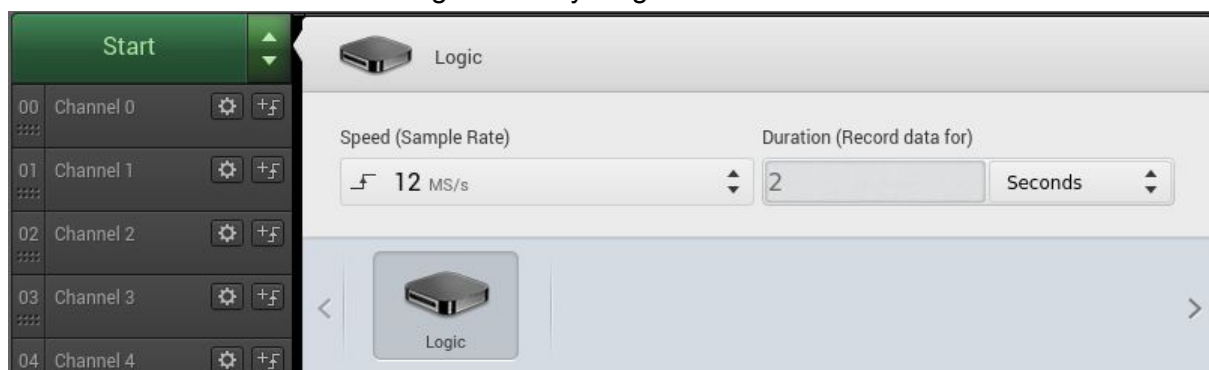 Start
Logic
00 Channel 0
01 Channel 1
02 Channel 2
03 Channel 3
04 Channel 4
Speed (Sample Rate)
Duration (Record data for)
12 MS/s
2 Seconds
Logic